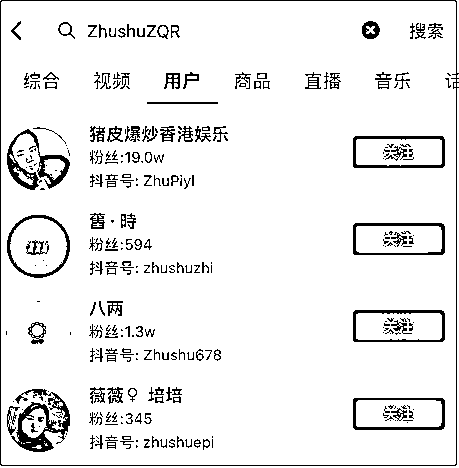 ZhushuZQR 搜索
综合 视频 用户 商品 直播 音乐 话
猪皮爆炒香港娱乐
粉丝:19.0w
抖音号: ZhuPiyl
关注
舊·時
粉丝:594
抖音号: zhushuzhi
关注
八两
粉丝:1.3w
抖音号: Zhushu678
关注
薇薇♀ 培培
粉丝:345
抖音号: zhushuepi
关注